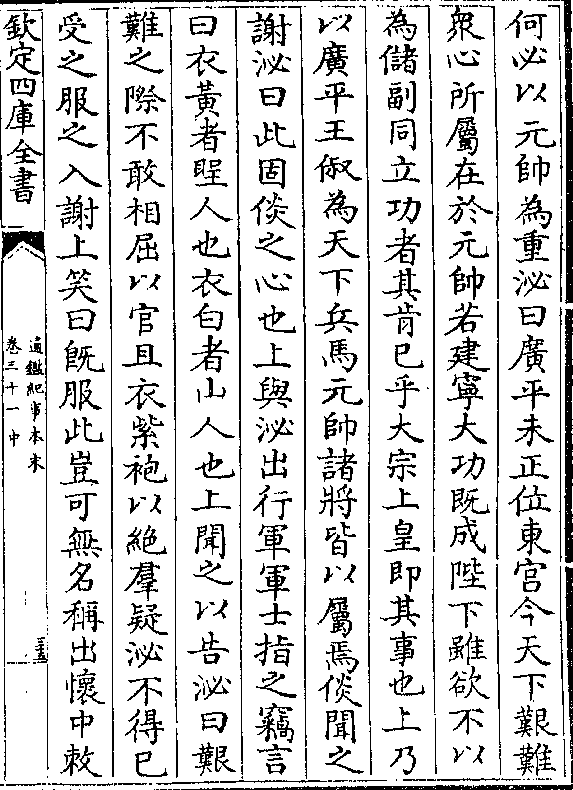 何必以元帥為重泌曰廣平未正位東宫今天下艱難
衆心所屬在於元帥若建寧大功既成陛下雖欲不以
為儲副同立功者其肯已乎太宗上皇即其事也上乃
以廣平王俶為天下兵馬元帥諸將皆以屬焉倓聞之
謝泌曰此固倓之心也上與泌出行軍軍士指之竊言
曰衣黄者聖人也衣白者山人也上聞之以告泌曰艱
難之際不敢相屈以官且衣紫袍以絶羣疑泌不得已
受之服之入謝上笑曰既服此豈可無名稱出懷中敕
欽定四庫全書
通鑑紀事本末
卷三十一中
三五